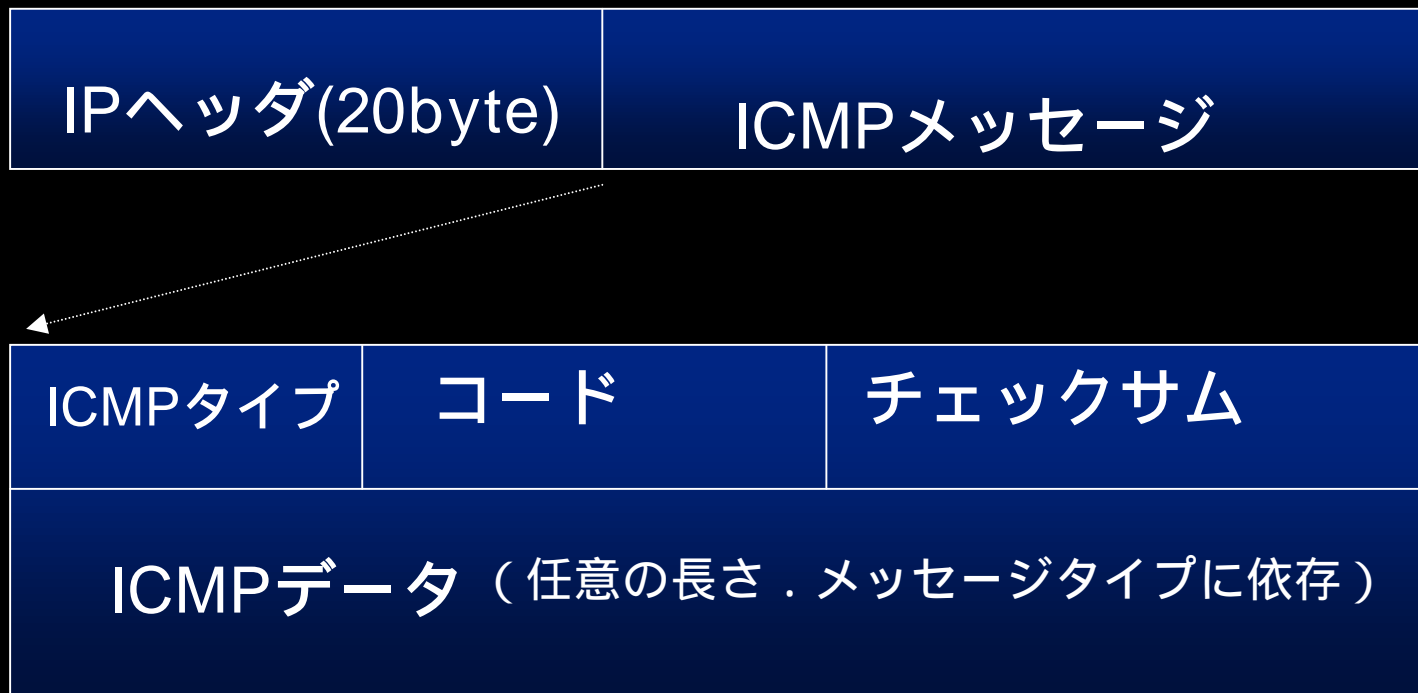 IPヘッダ(20byte)
ICMPメッセージ
ICMPタイプ
コード
チェックサム
ICMPデータ（任意の長さ．メッセージタイプに依存）